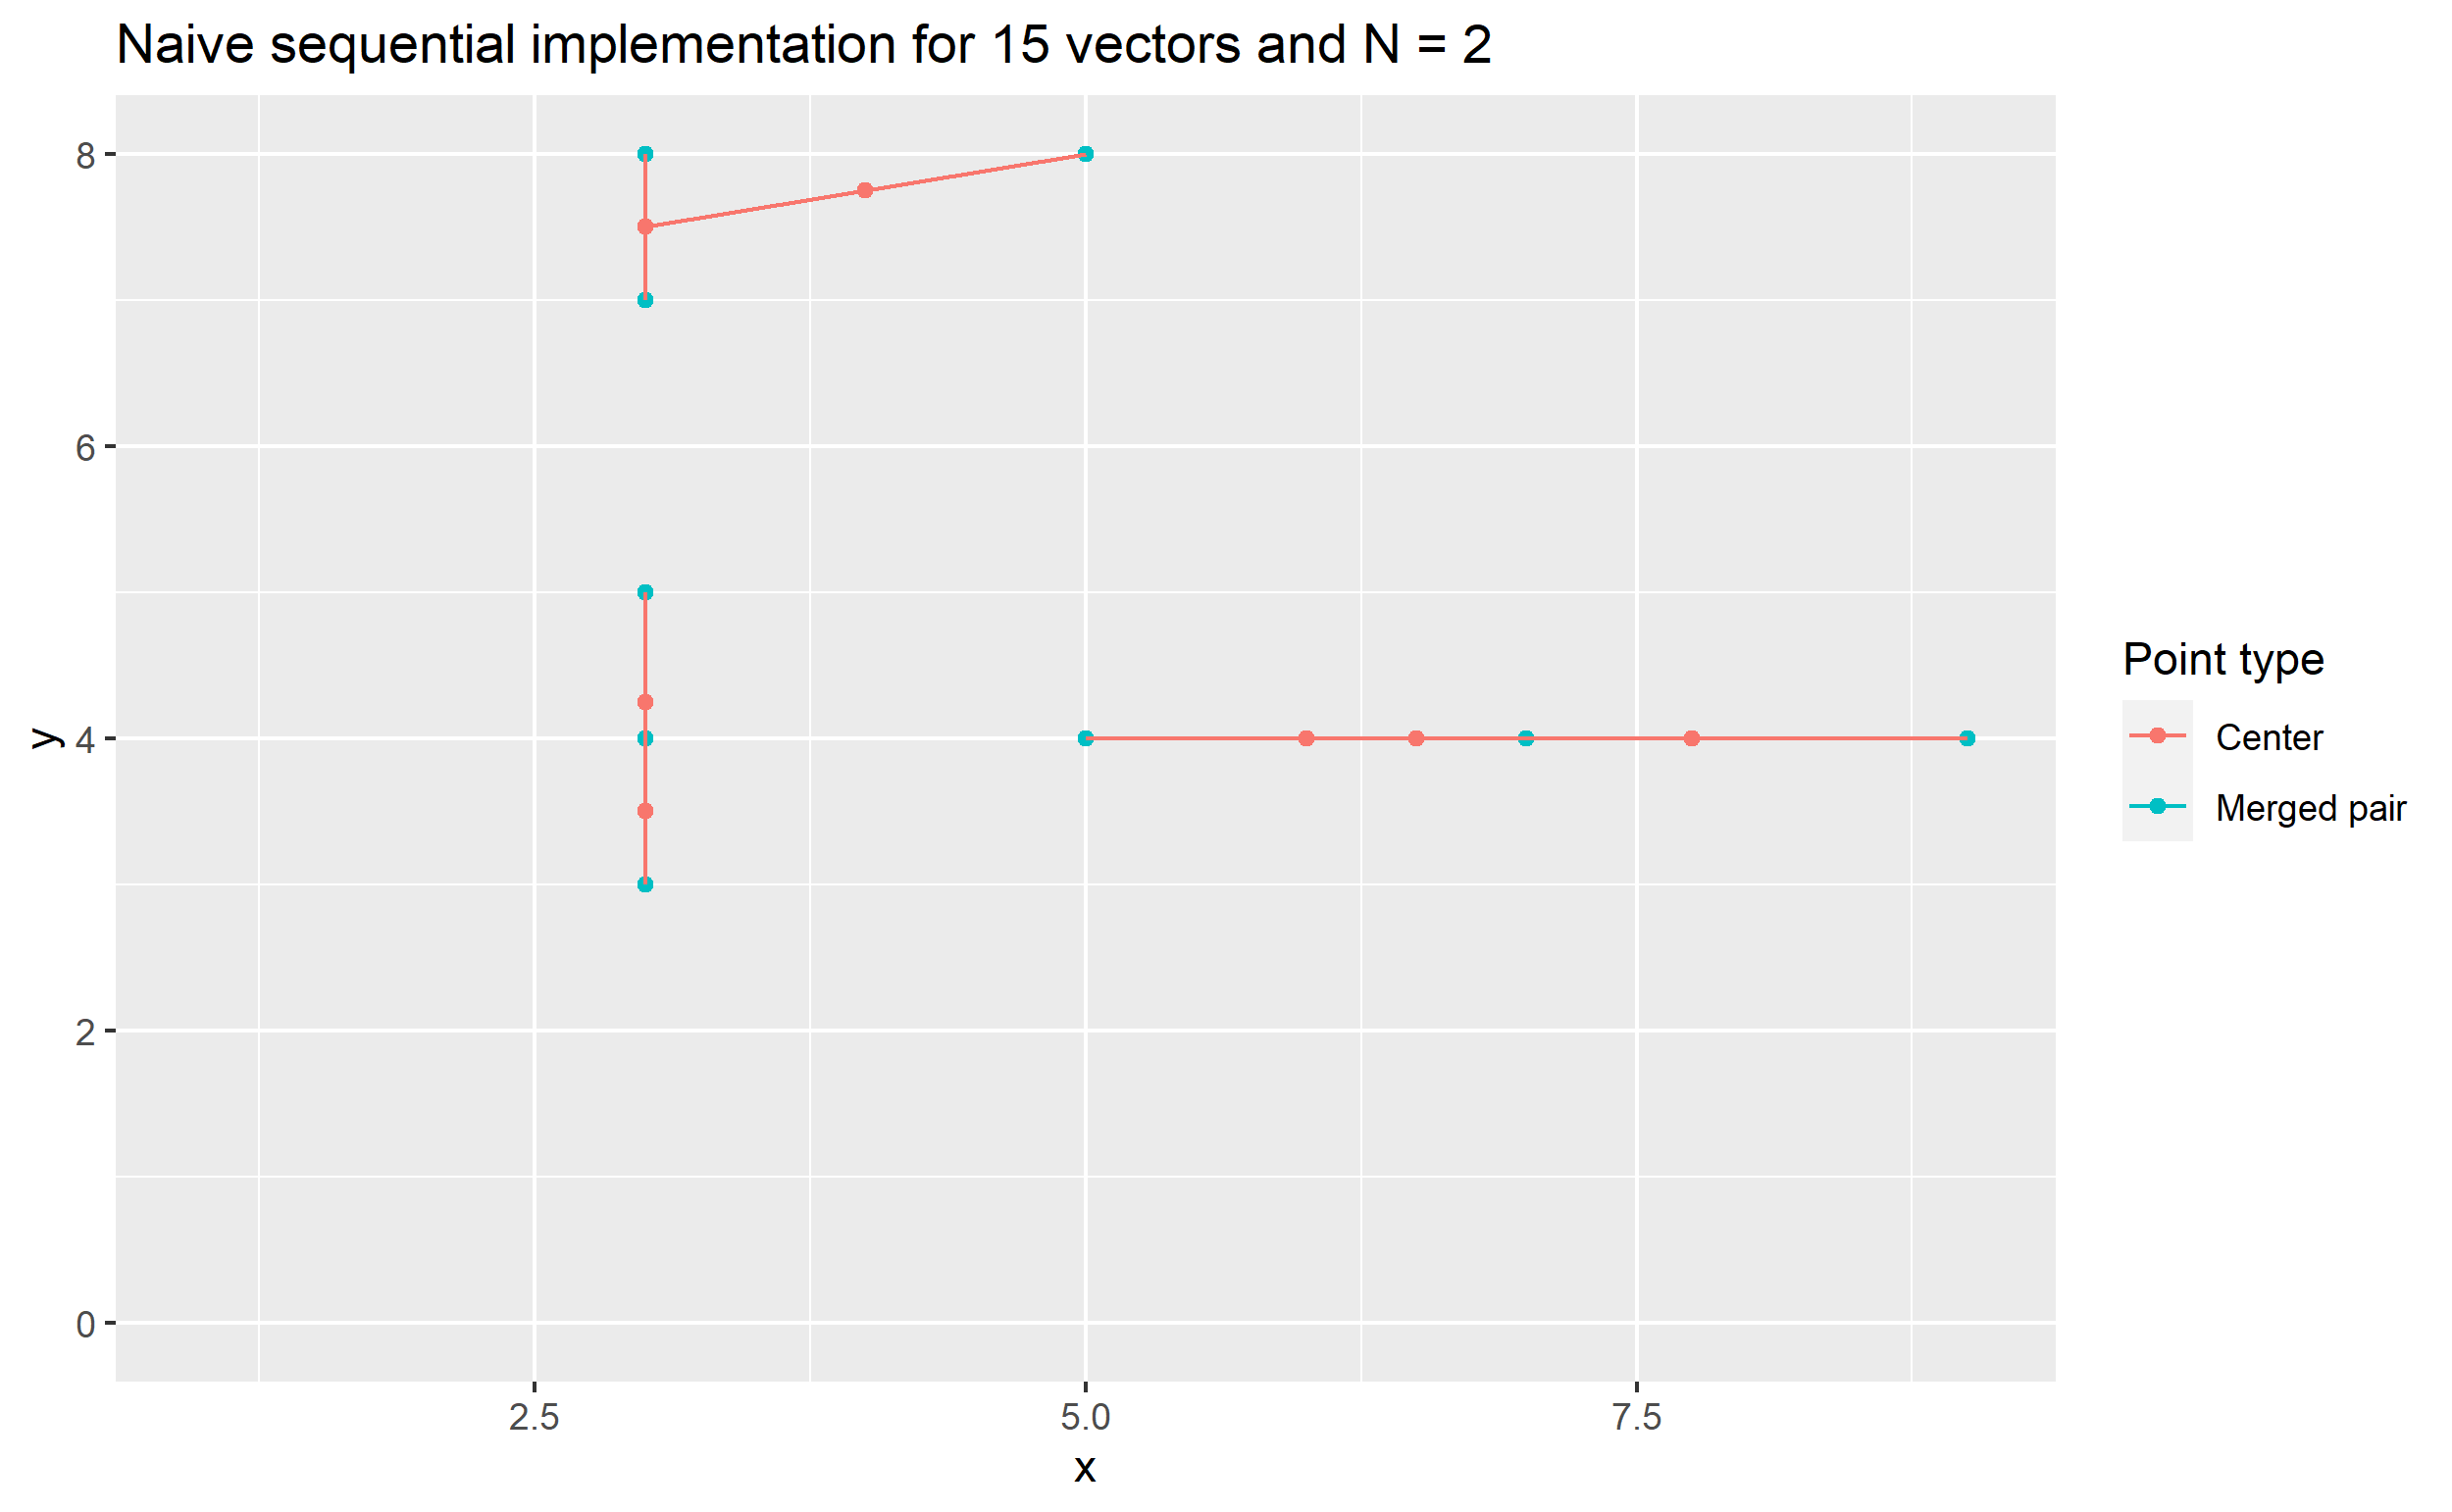 Naive sequential implementation for 15 vectors and N = 2
8
6
4
2
0
y
2.5 5.0 7.5
x
Point type
Center
Merged pair